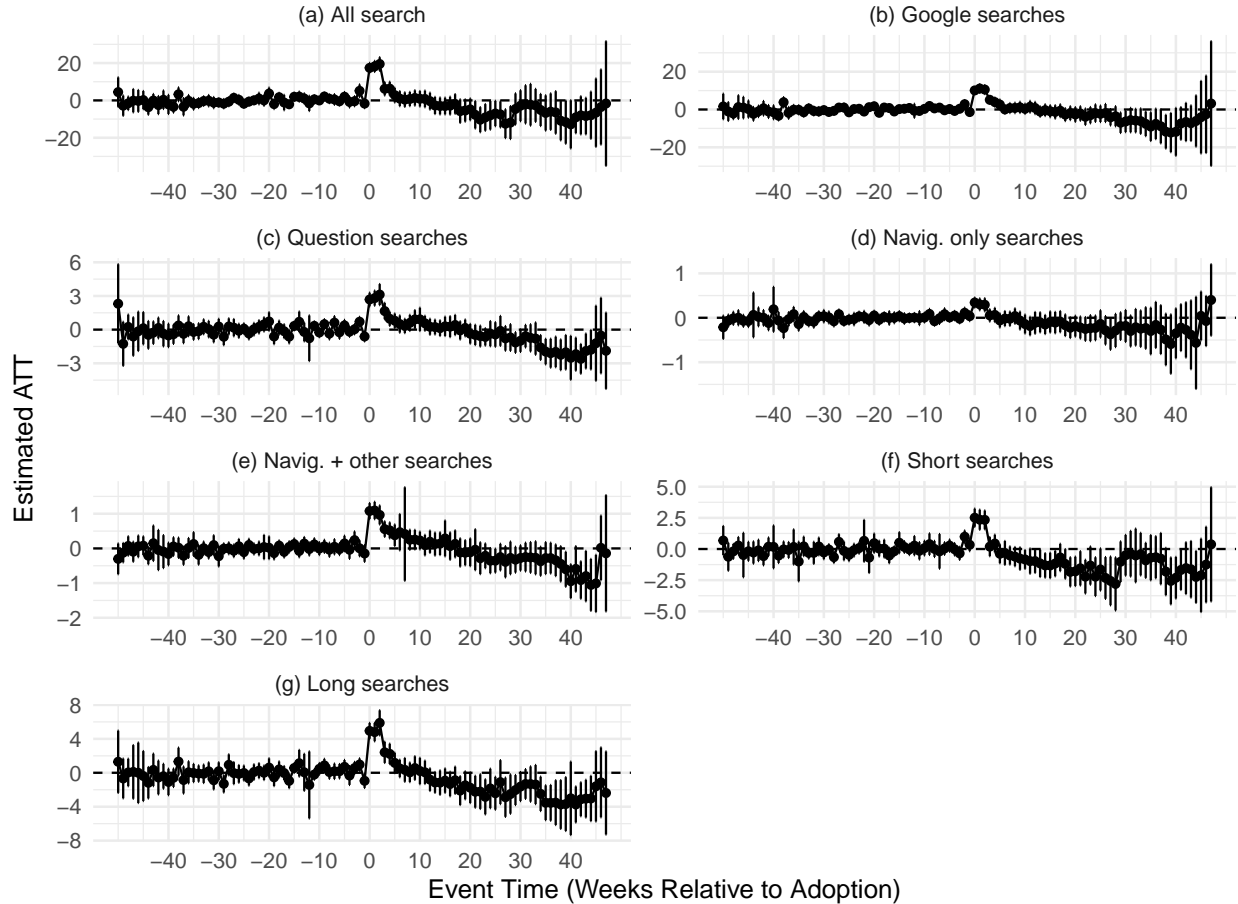 (a) All search
20
0
−20
−40 −30 −20 −10 0 10 20 30 40
(b) Google searches
20
0
−20
−40 −30 −20 −10 0 10 20 30 40
(c) Question searches
6
3
0
−3
−40 −30 −20 −10 0 10 20 30 40
(d) Navig. only searches
1
0
−1
−40 −30 −20 −10 0 10 20 30 40
(e) Navig. + other searches
1
0
−1
−2
−40 −30 −20 −10 0 10 20 30 40
(f) Short searches
5.0
2.5
0.0
−2.5
−5.0
−40 −30 −20 −10 0 10 20 30 40
(g) Long searches
8
4
0
−4
−8
−40 −30 −20 −10 0 10 20 30 40
Estimated ATT
Event Time (Weeks Relative to Adoption)